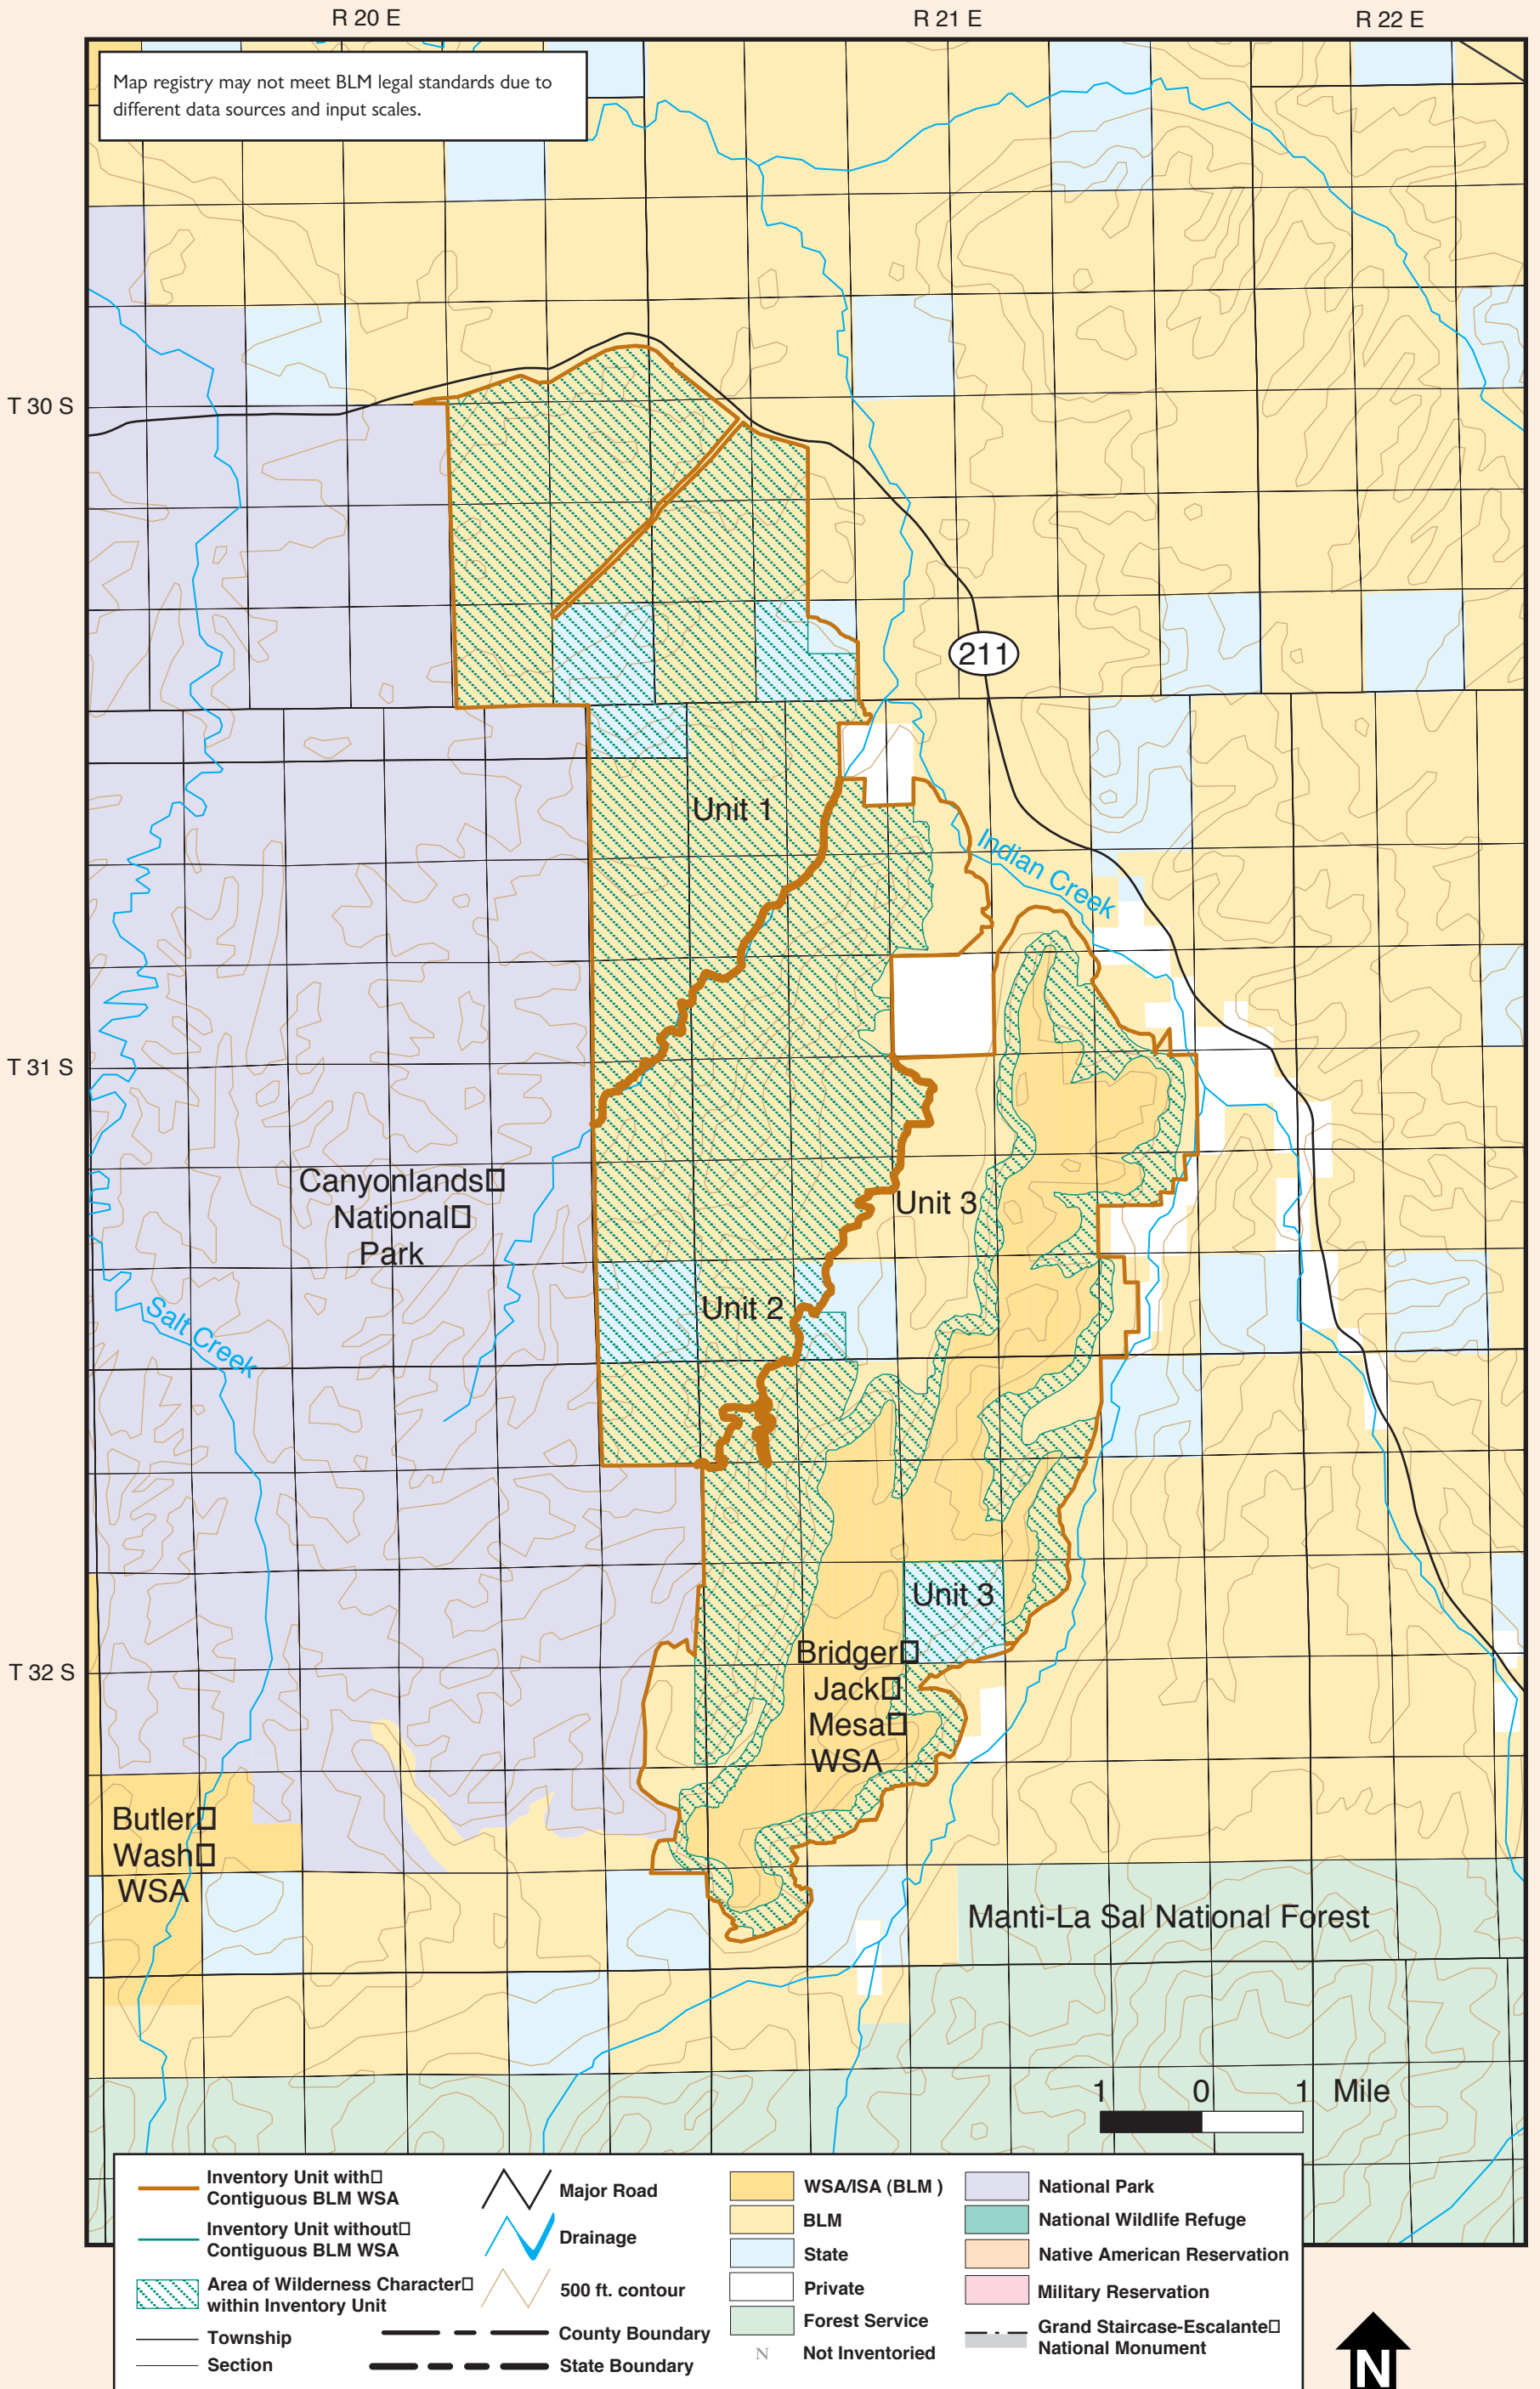 R 20 E
R 21 E
R 22 E
Map registry may not meet BLM legal standards due to
different data sources and input scales.
T 30 S
211
Unit 1
Indian Creek
T 31 S
Canyonlands
National
Park
Unit 3
Unit 2
Salt Creek
Unit 3
T 32 S
Bridger
Jack
Mesa
WSA
Butler
Wash
WSA
Manti-La Sal National Forest
1 0 1 Mile
Inventory Unit with
Contiguous BLM WSA
Inventory Unit without
Contiguous BLM WSA
Area of Wilderness Character
within Inventory Unit
Township
Section
Major Road
Drainage
500 ft. contour
County Boundary
State Boundary
WSA/ISA (BLM )
BLM
State
Private
Forest Service
N Not Inventoried
National Park
National Wildlife Refuge
Native American Reservation
Military Reservation
Grand Staircase-Escalante
National Monument
N